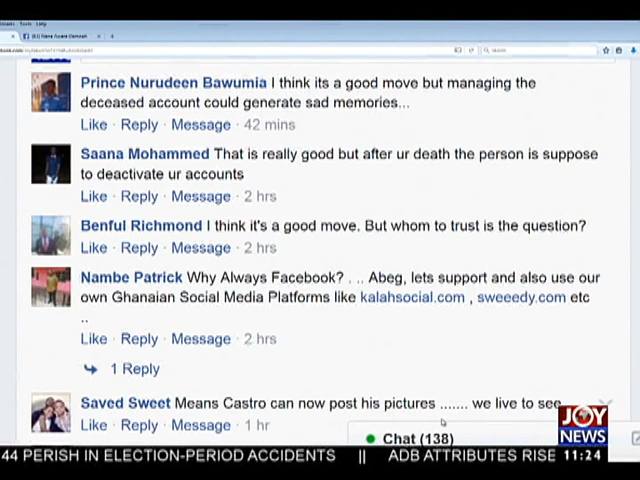 Tools Help
Prince Nurudeen Bawumia I think its a good move but managing the
deceased account could generate sad memories...
Like · Reply · Message · 42 mins
Saana Mohammed That is really good but after ur death the person is suppose
to deactivate ur accounts
Like · Reply · Message · 2 hrs
Benful Richmond I think it's a good move. But whom to trust is the question?
Like · Reply · Message · 2 hrs
Nambe Patrick Why Always Facebook? . .. Abeg, lets support and also use our
own Ghanaian Social Media Platforms like kalahsocial.com , sweeedy.com etc
..
Like · Reply · Message · 2 hrs
1 Reply
Saved Sweet Means Castro can now post his pictures ....... we live to see
Like · Reply · Message · 1 hr
Chat (138)
JOY
NEWS
44 PERISH IN ELECTION-PERIOD ACCIDENTS || ADB ATTRIBUTES RISE
11:24